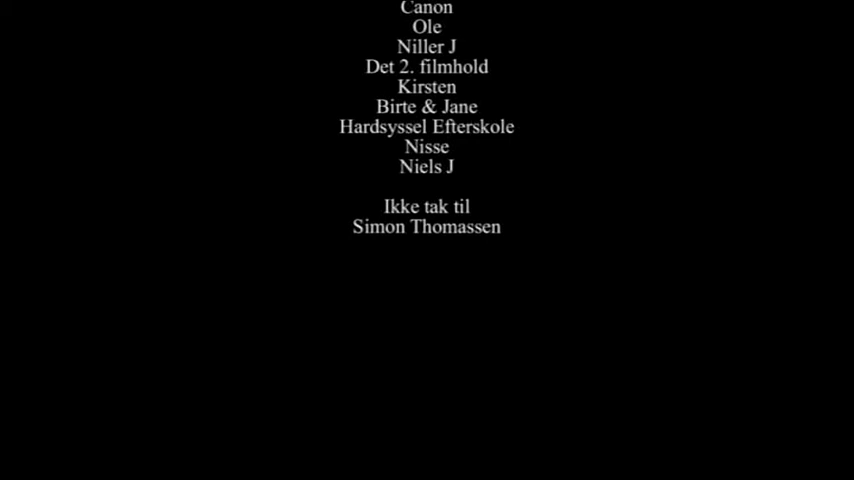 Canon
Ole
Niller J
Det 2. filmhold
Kirsten
Birte & Jane
Hardsyssel Efterskole
Nisse
Niels J
Ikke tak til
Simon Thomassen